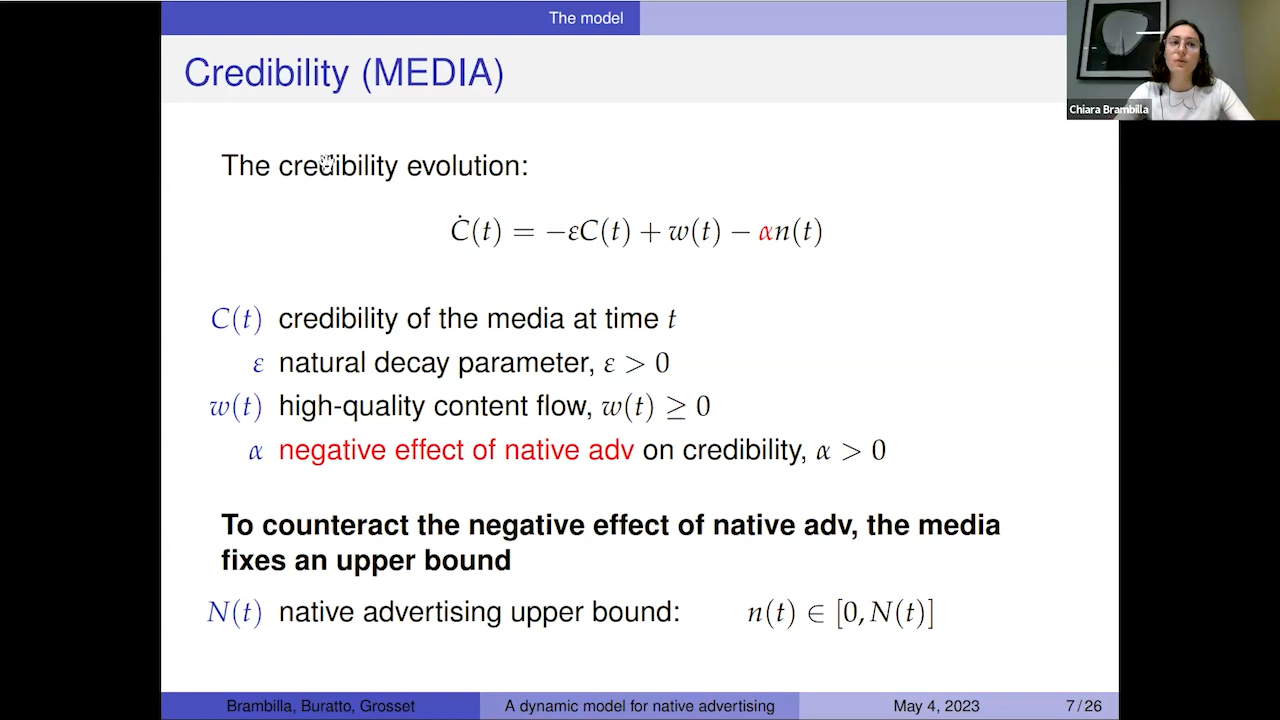 The model
Credibility (MEDIA)
Chiara Brambilla
The credibility evolution:
Ċ(t) = −εC(t) + w(t) − αn(t)
C(t) credibility of the media at time t
ε natural decay parameter, ε > 0
w(t) high-quality content flow, w(t) ≥ 0
α negative effect of native adv on credibility, α > 0
To counteract the negative effect of native adv, the media
fixes an upper bound
N(t) native advertising upper bound: n(t) ∈ [0, N(t)]
Brambilla, Buratto, Grosset A dynamic model for native advertising May 4, 2023 7 / 26